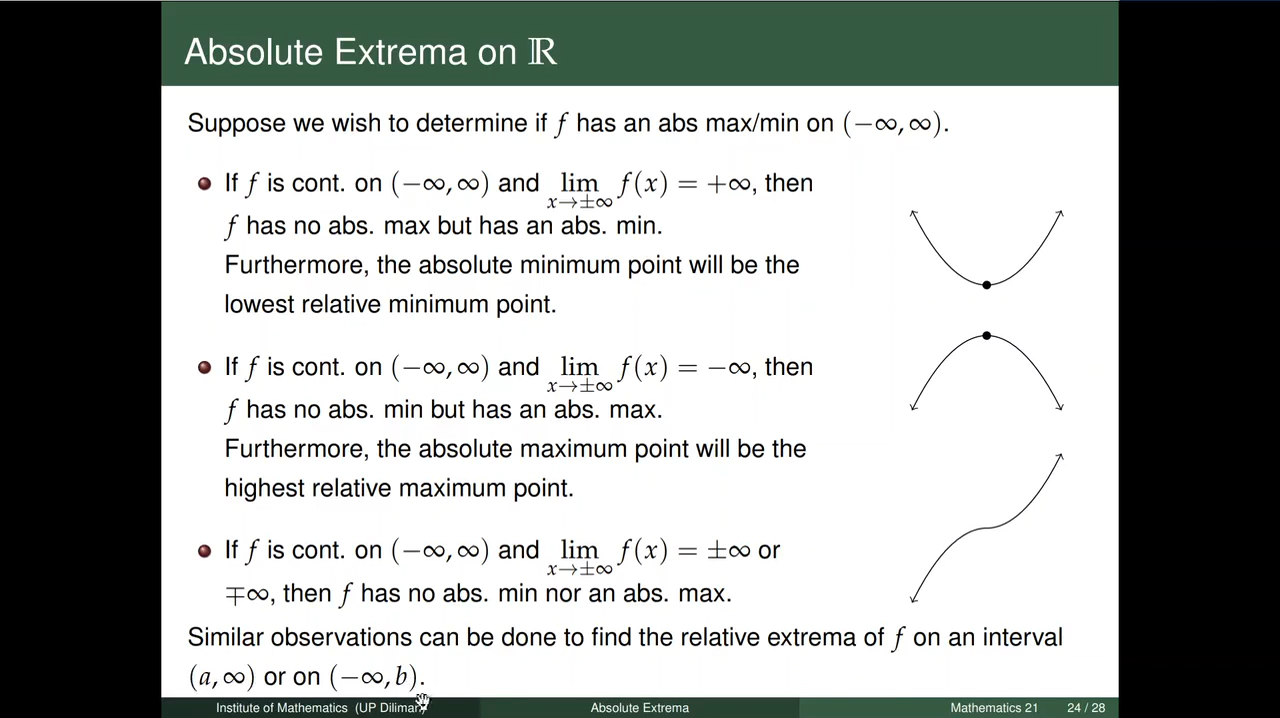 Absolute Extrema on ℝ
Suppose we wish to determine if f has an abs max/min on (−∞, ∞).
If f is cont. on (−∞, ∞) and lim x→±∞ f(x) = +∞, then
f has no abs. max but has an abs. min.
Furthermore, the absolute minimum point will be the
lowest relative minimum point.
If f is cont. on (−∞, ∞) and lim x→±∞ f(x) = −∞, then
f has no abs. min but has an abs. max.
Furthermore, the absolute maximum point will be the
highest relative maximum point.
If f is cont. on (−∞, ∞) and lim x→±∞ f(x) = ±∞ or
∓∞, then f has no abs. min nor an abs. max.
Similar observations can be done to find the relative extrema of f on an interval
(a, ∞) or on (−∞, b).
Institute of Mathematics (UP Diliman) Absolute Extrema Mathematics 21 24 / 28